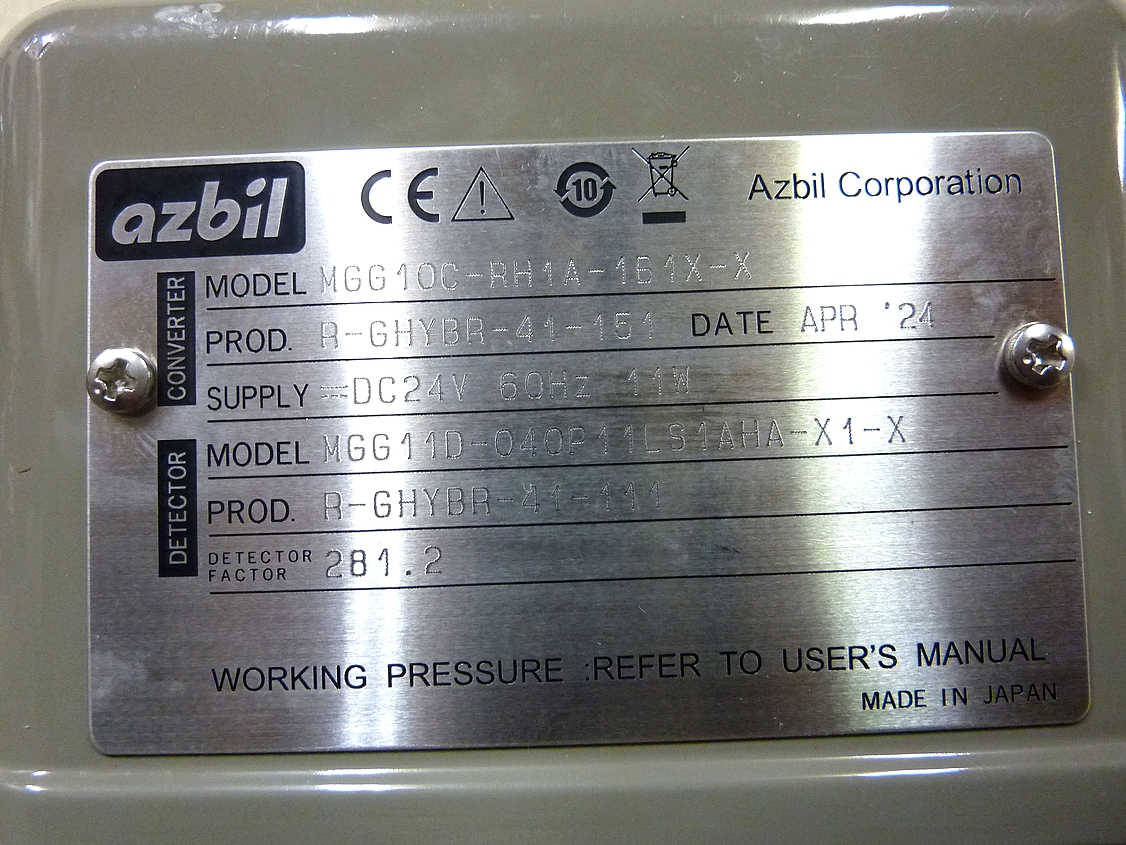 azbil CE 10 Azbil Corporation
CONVERTER
MODEL MGG10C-RH1A-1B1X-X
PROD. R-GHYBR-41-151 DATE APR '24
SUPPLY ⎓DC24V 60Hz 11W
DETECTOR
MODEL MGG11D-040P11LS1AHA-X1-X
PROD. R-GHYBR-41-111
DETECTOR FACTOR 281.2
WORKING PRESSURE :REFER TO USER'S MANUAL
MADE IN JAPAN